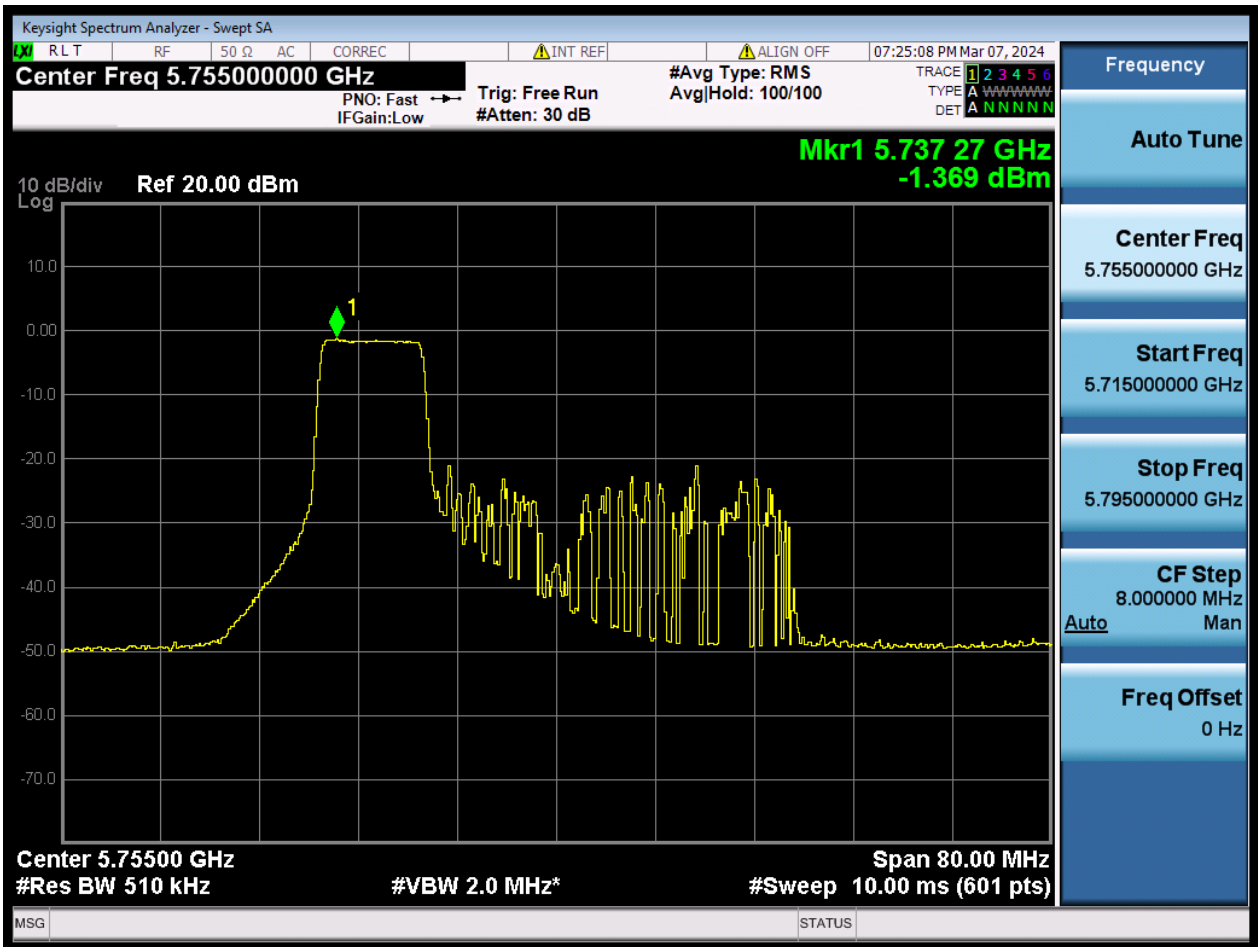 Keysight Spectrum Analyzer - Swept SA
LXI RLT RF 50 Ω AC CORREC INT REF ALIGN OFF 07:25:08 PM Mar 07, 2024
Center Freq 5.755000000 GHz
PNO: Fast
IFGain:Low
Trig: Free Run
#Atten: 30 dB
#Avg Type: RMS
Avg|Hold: 100/100
TRACE 1 2 3 4 5 6
TYPE A WWWWW
DET A N N N N N
Mkr1 5.737 27 GHz
-1.369 dBm
10 dB/div Ref 20.00 dBm
Log
10.0
1
0.00
-10.0
-20.0
-30.0
-40.0
-50.0
-60.0
-70.0
Center 5.75500 GHz Span 80.00 MHz
#Res BW 510 kHz #VBW 2.0 MHz* #Sweep 10.00 ms (601 pts)
MSG STATUS
Frequency
Auto Tune
Center Freq
5.755000000 GHz
Start Freq
5.715000000 GHz
Stop Freq
5.795000000 GHz
CF Step
8.000000 MHz
Auto Man
Freq Offset
0 Hz